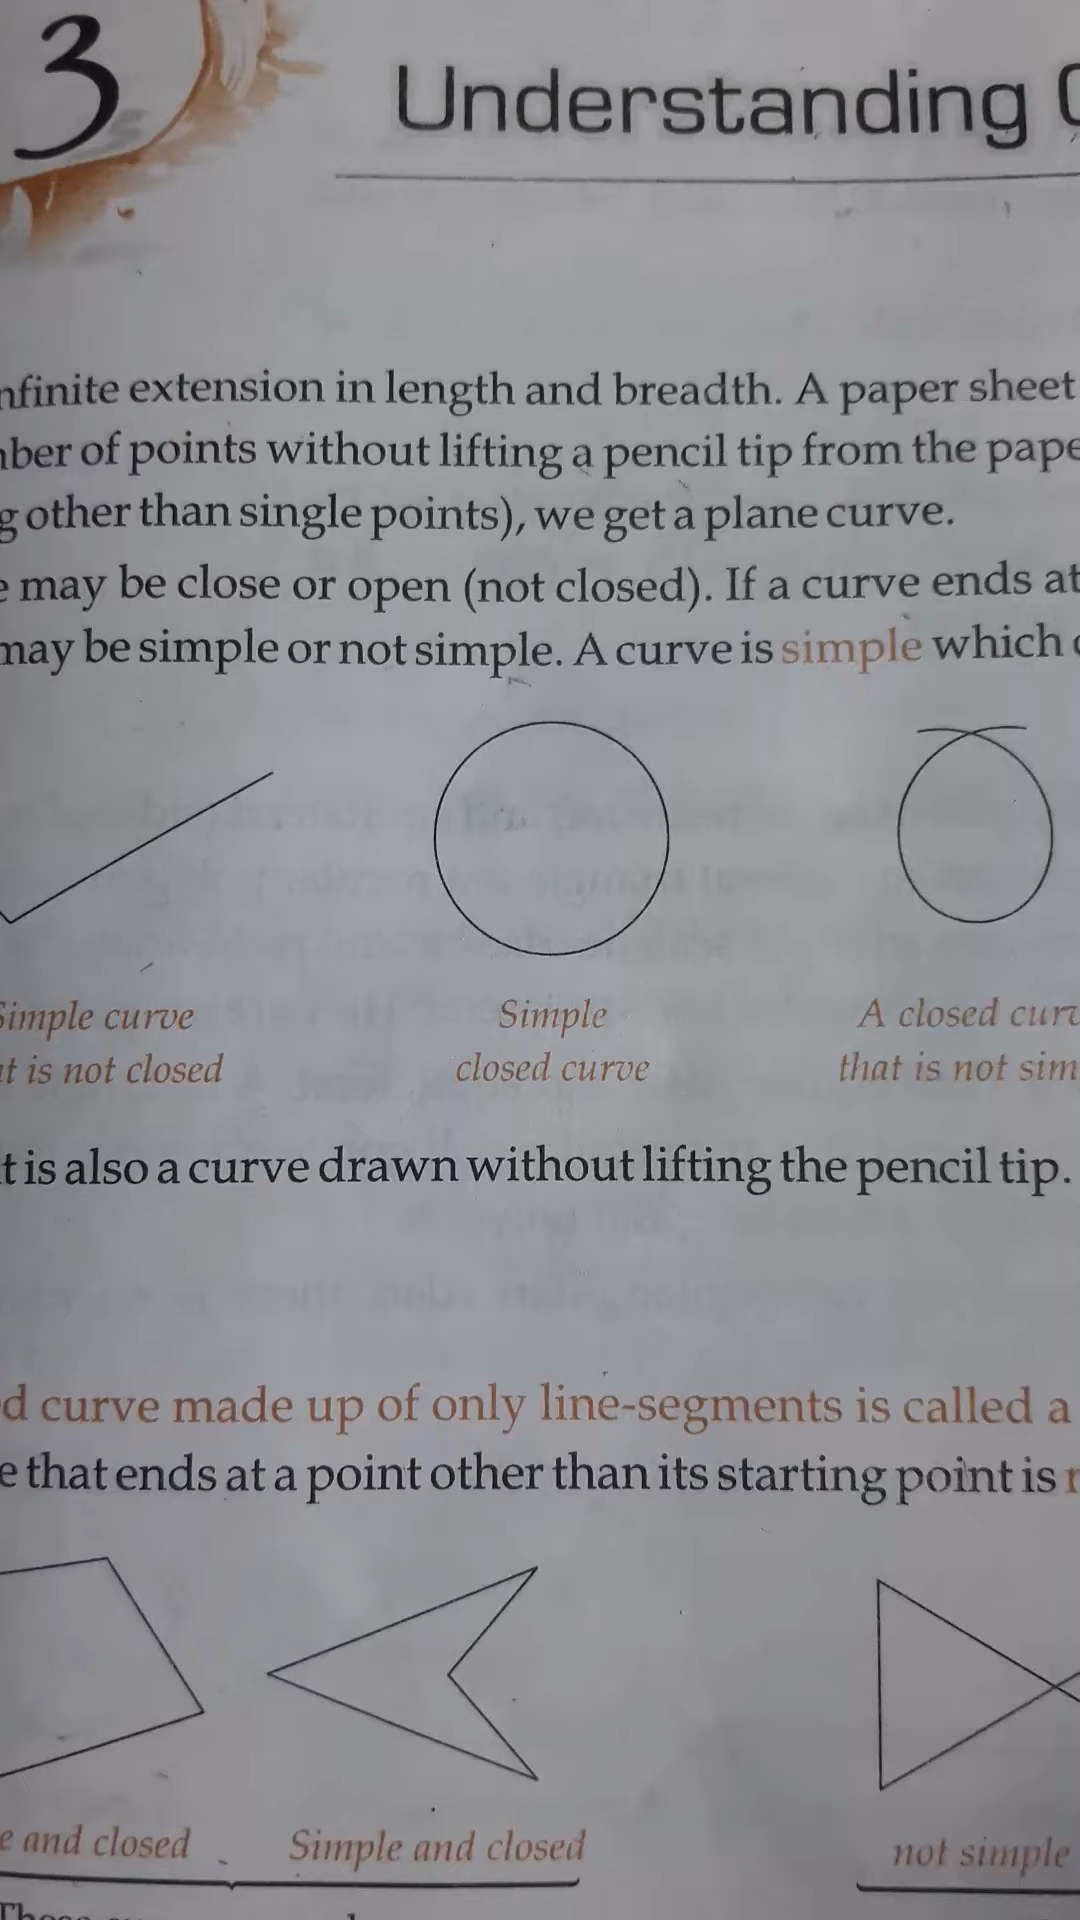 3
Understanding
nfinite extension in length and breadth. A paper sheet
ber of points without lifting a pencil tip from the pape
g other than single points), we get a plane curve.
e may be close or open (not closed). If a curve ends at
may be simple or not simple. A curve is simple which
Simple curve
t is not closed
Simple
closed curve
A closed curv
that is not sim
t is also a curve drawn without lifting the pencil tip.
d curve made up of only line-segments is called a
e that ends at a point other than its starting point is
e and closed
Simple and closed
not simple